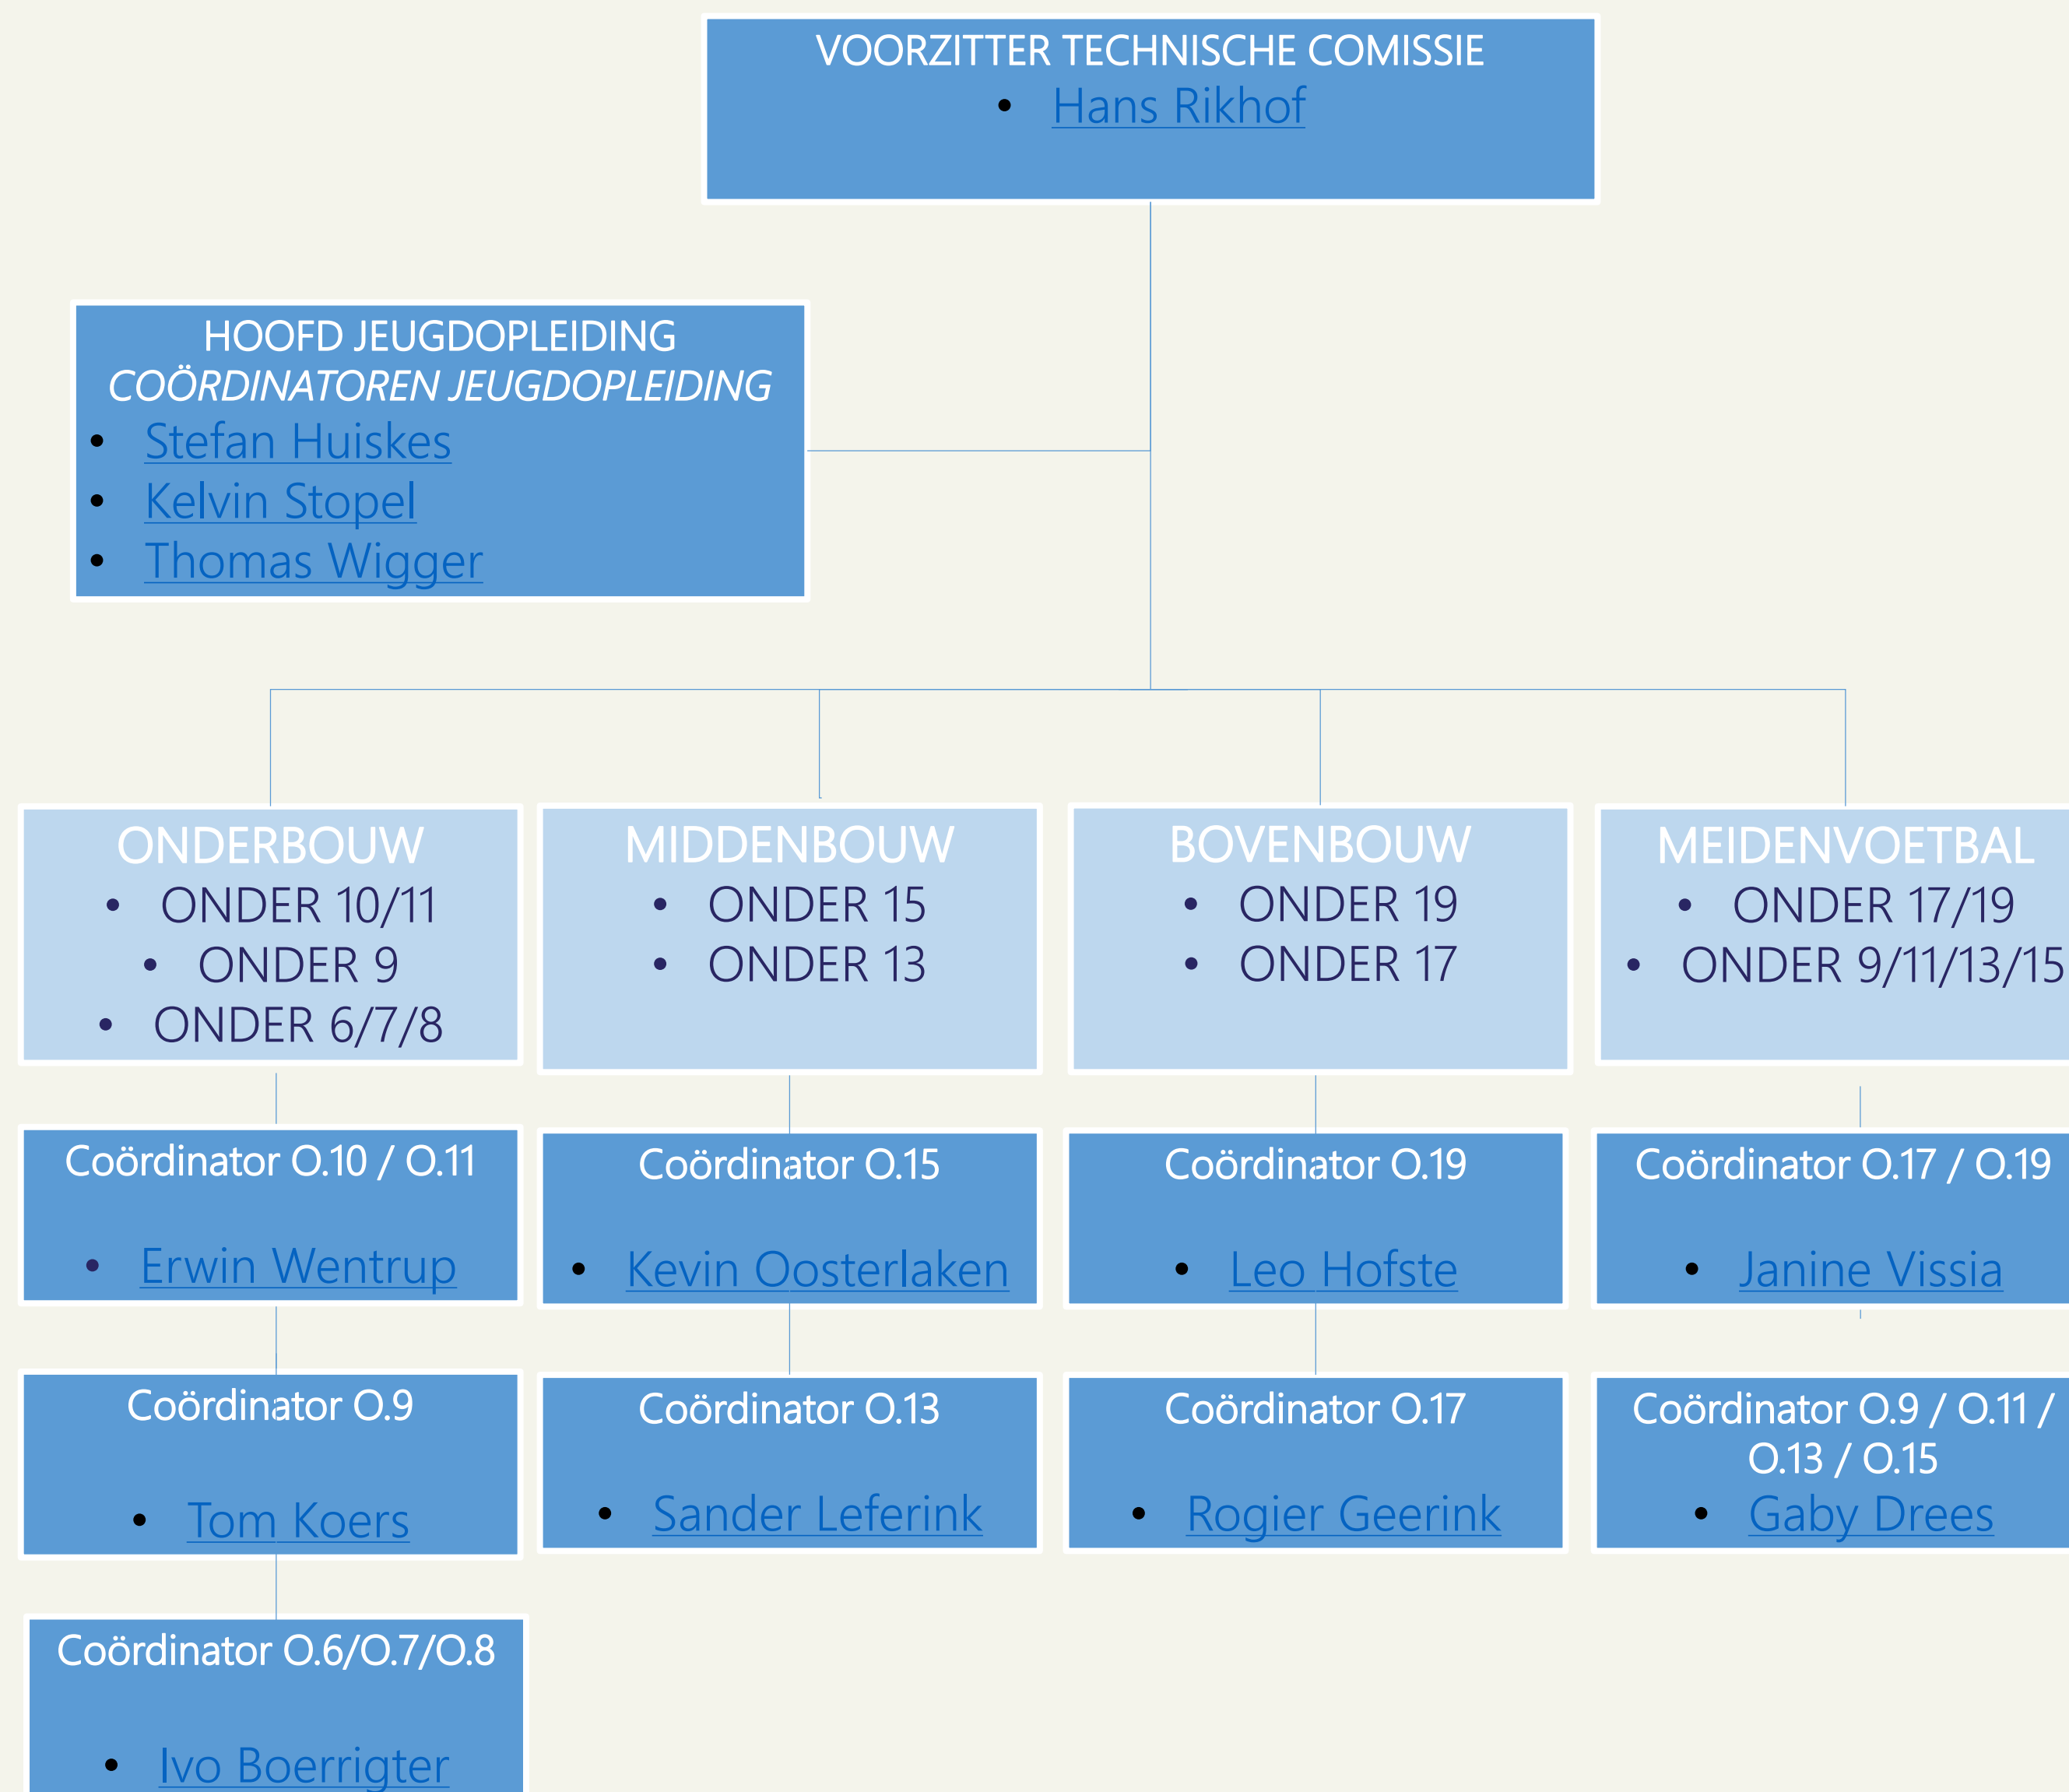 VOORZITTER TECHNISCHE COMISSIE
• Hans Rikhof
HOOFD JEUGDOPLEIDING
COÖRDINATOREN JEUGDOPLEIDING
• Stefan Huiskes
• Kelvin Stopel
• Thomas Wigger
ONDERBOUW
• ONDER 10/11
• ONDER 9
• ONDER 6/7/8
MIDDENBOUW
• ONDER 15
• ONDER 13
BOVENBOUW
• ONDER 19
• ONDER 17
MEIDENVOETBAL
• ONDER 17/19
• ONDER 9/11/13/15
Coördinator O.10 / O.11
• Erwin Wentrup
Coördinator O.15
• Kevin Oosterlaken
Coördinator O.19
• Leo Hofste
Coördinator O.17 / O.19
• Janine Vissia
Coördinator O.9
• Tom Koers
Coördinator O.13
• Sander Leferink
Coördinator O.17
• Rogier Geerink
Coördinator O.9 / O.11 /
O.13 / O.15
• Gaby Drees
Coördinator O.6/O.7/O.8
• Ivo Boerrigter